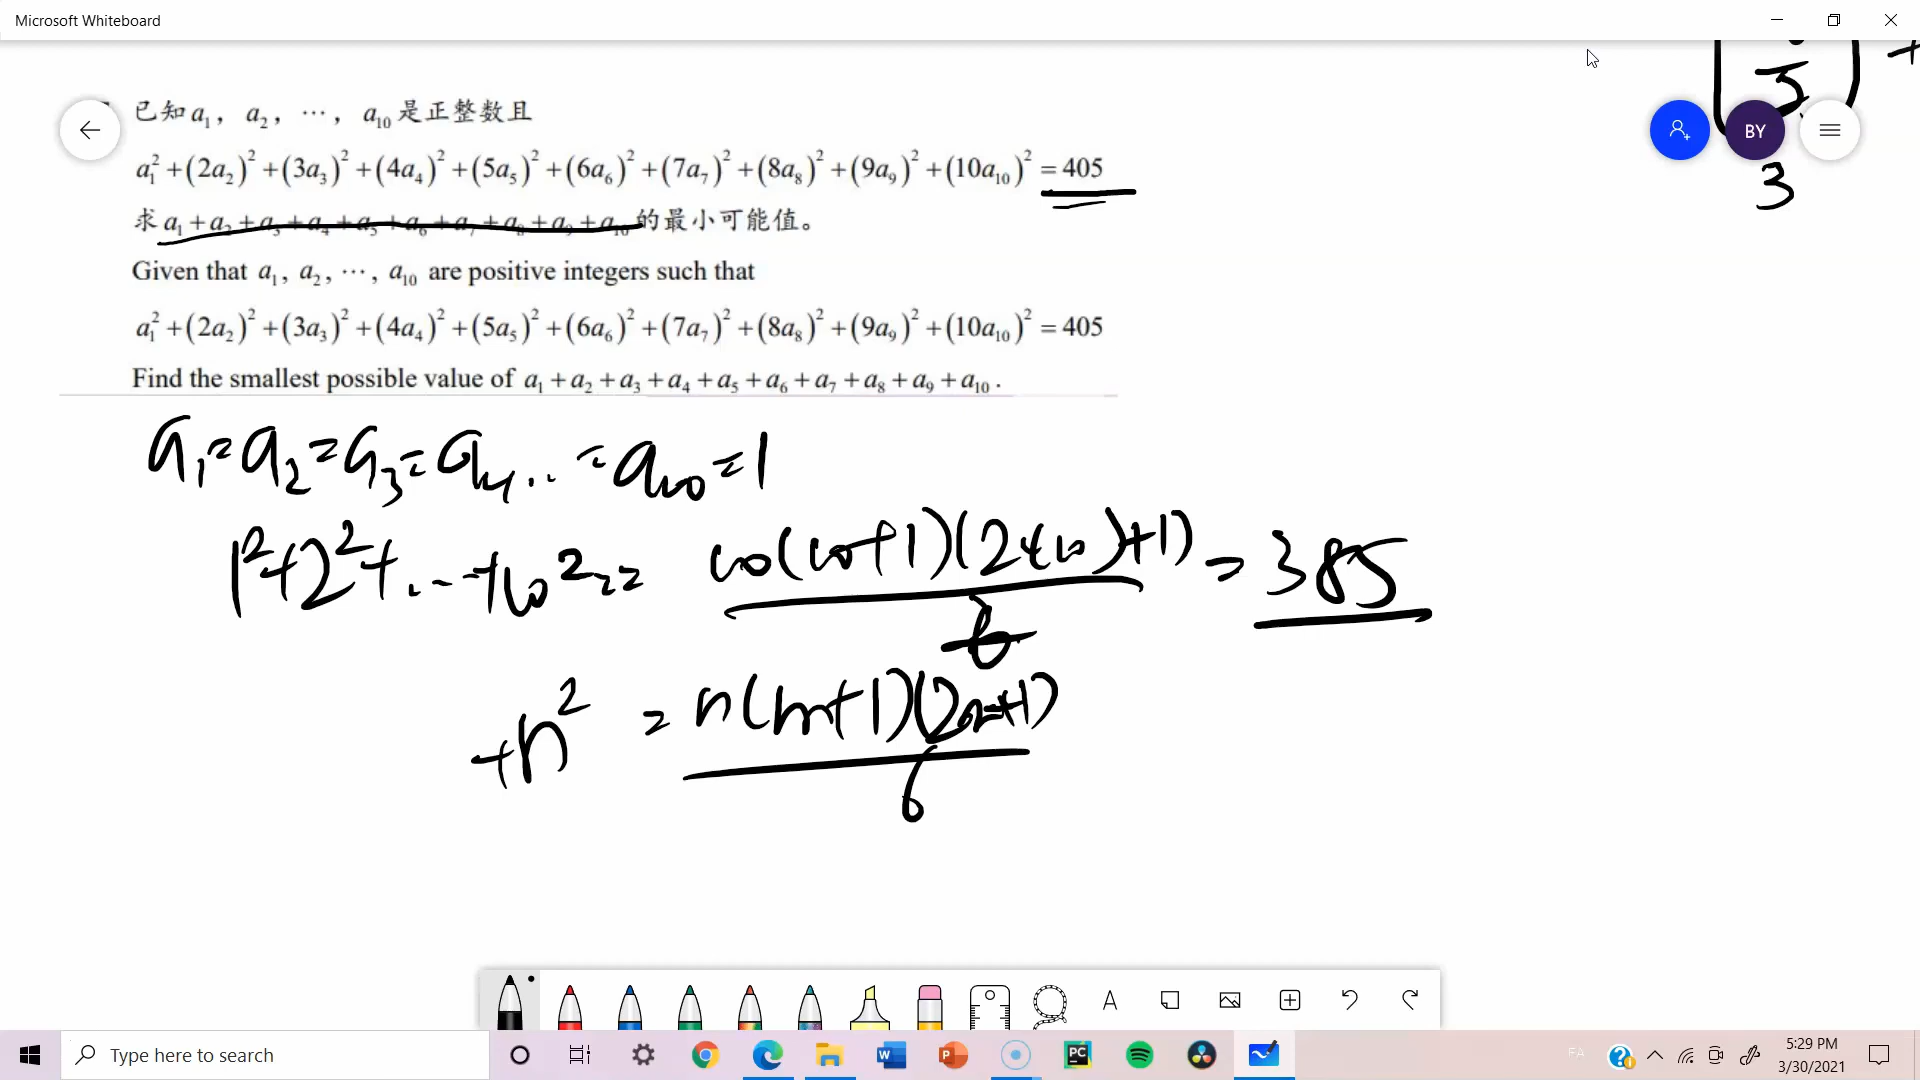 Microsoft Whiteboard
已知 a₁, a₂, ⋯, a₁₀ 是正整数且
a₁²+(2a₂)²+(3a₃)²+(4a₄)²+(5a₅)²+(6a₆)²+(7a₇)²+(8a₈)²+(9a₉)²+(10a₁₀)²=405
求 a₁+a₂+a₃+a₄+a₅+a₆+a₇+a₈+a₉+a₁₀ 的最小可能值。
Given that a₁, a₂, ⋯, a₁₀ are positive integers such that
a₁²+(2a₂)²+(3a₃)²+(4a₄)²+(5a₅)²+(6a₆)²+(7a₇)²+(8a₈)²+(9a₉)²+(10a₁₀)²=405
Find the smallest possible value of a₁+a₂+a₃+a₄+a₅+a₆+a₇+a₈+a₉+a₁₀.
BY
3
a₁=a₂=a₃=a₄..=a₁₀=1
1²+2²+...+10²== 10(10+1)(2(10)+1)/6 = 385
+n² = n(n+1)(2n+1)/6
Type here to search
5:29 PM
3/30/2021